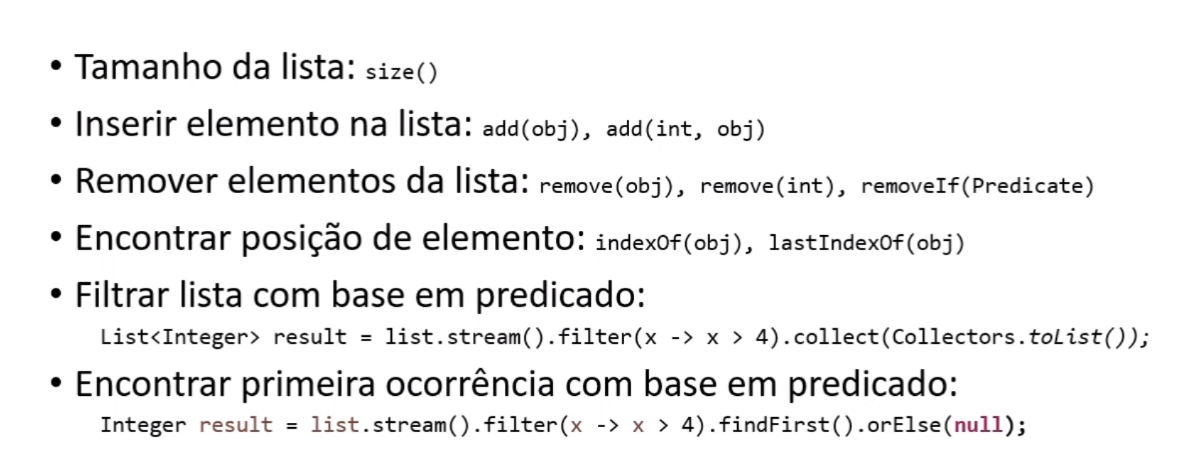 • Tamanho da lista: size()
• Inserir elemento na lista: add(obj), add(int, obj)
• Remover elementos da lista: remove(obj), remove(int), removeIf(Predicate)
• Encontrar posição de elemento: indexOf(obj), lastIndexOf(obj)
• Filtrar lista com base em predicado:
List<Integer> result = list.stream().filter(x -> x > 4).collect(Collectors.toList());
• Encontrar primeira ocorrência com base em predicado:
Integer result = list.stream().filter(x -> x > 4).findFirst().orElse(null);